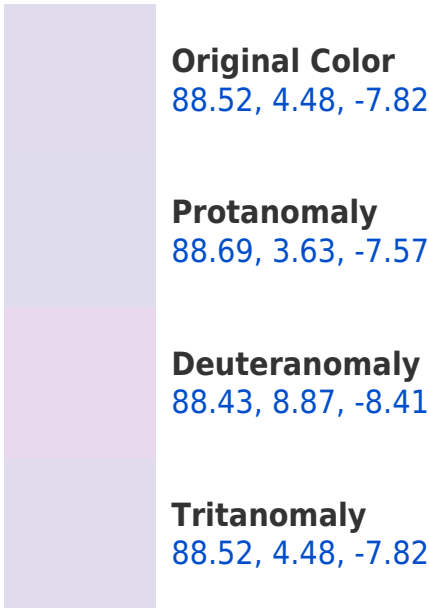 Original Color
88.52, 4.48, -7.82
Protanomaly
88.69, 3.63, -7.57
Deuteranomaly
88.43, 8.87, -8.41
Tritanomaly
88.52, 4.48, -7.82